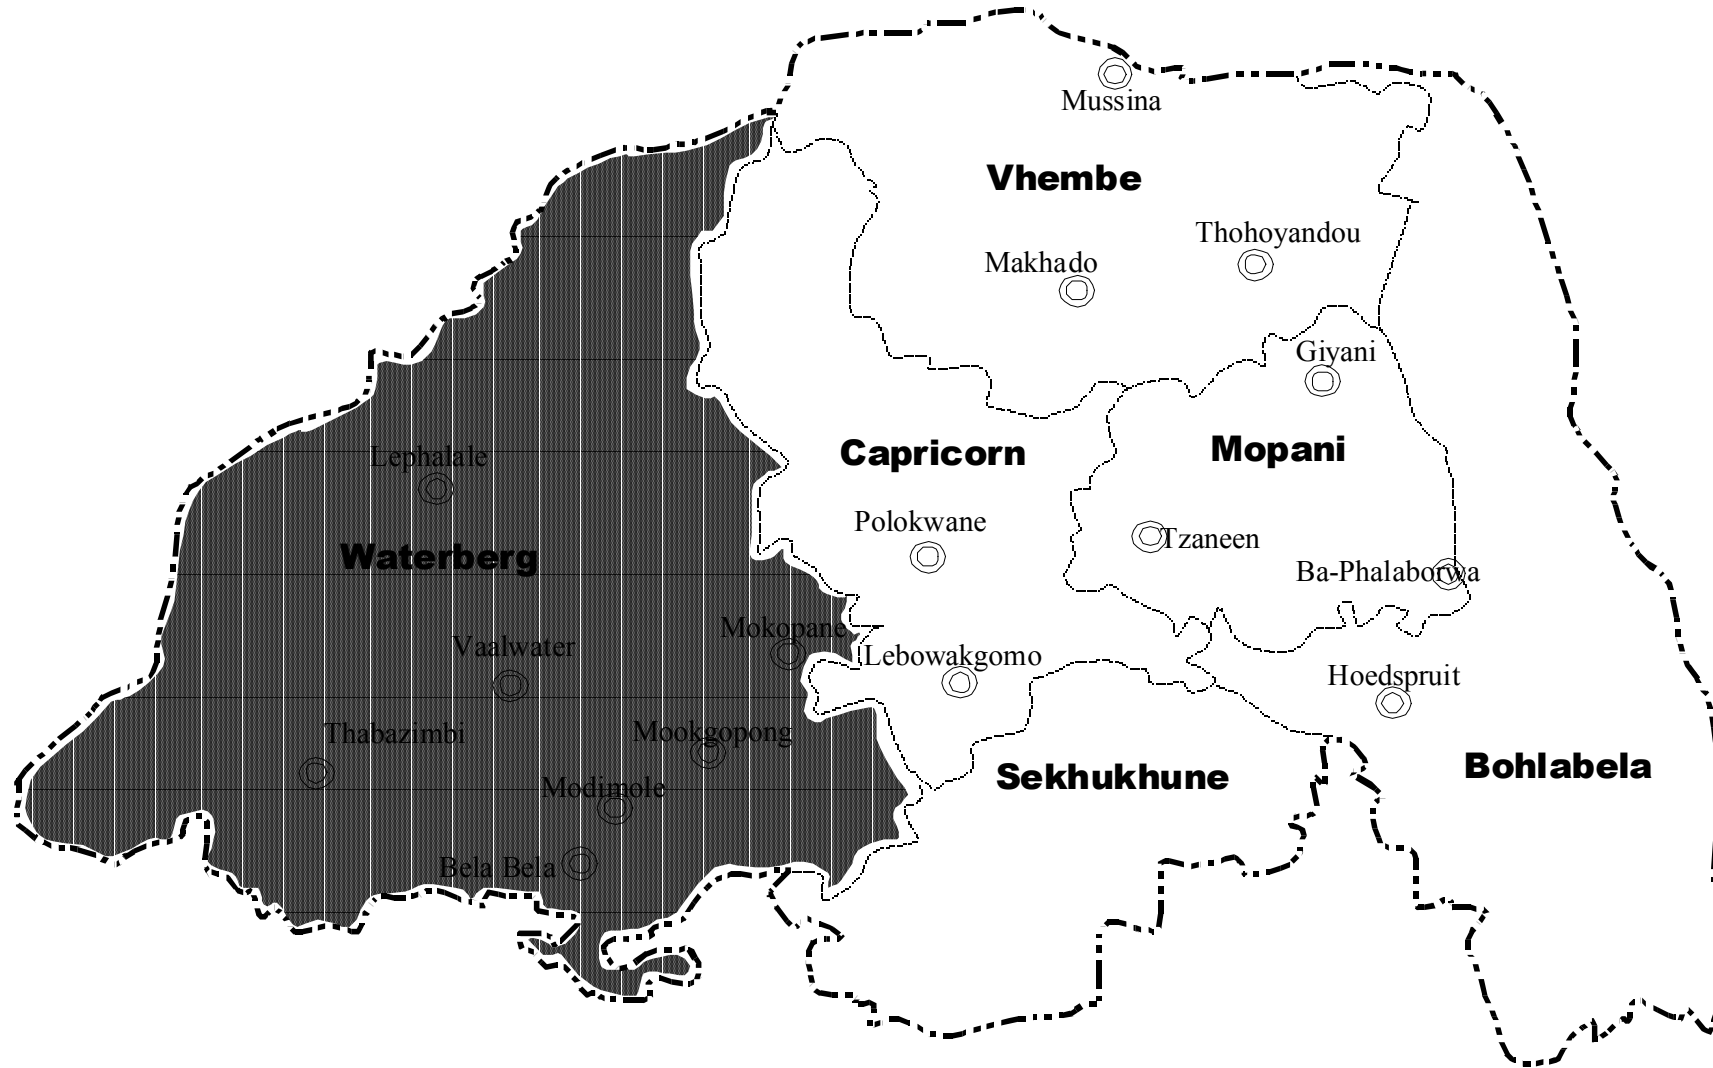 Mussina
Vhembe
Thohoyandou
Makhado
Giyani
Capricorn
Mopani
Lephalale
Polokwane
Tzaneen
Waterberg
Ba-Phalaborwa
Mokopane
Vaalwater
Lebowakgomo
Hoedspruit
Thabazimbi
Mookgopong
Bohlabela
Sekhukhune
Modimole
Bela Bela